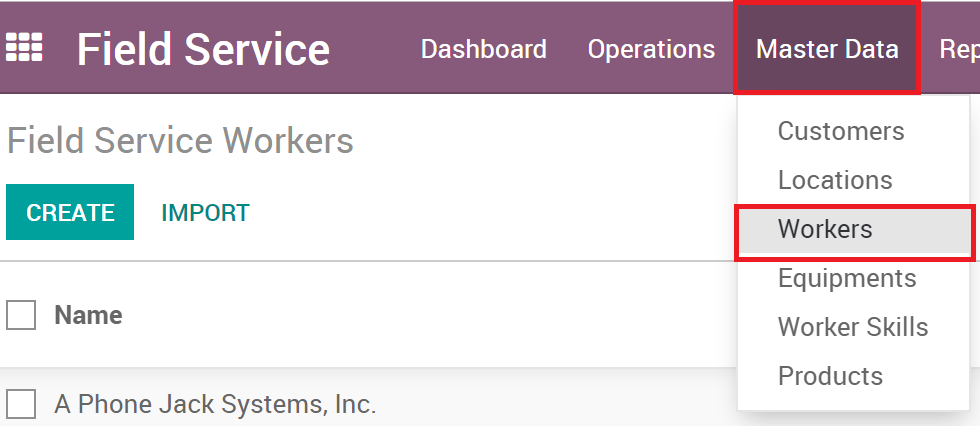 Field Service Dashboard Operations Master Data Rep
Field Service Workers
CREATE IMPORT
Name
A Phone Jack Systems, Inc.
Customers
Locations
Workers
Equipments
Worker Skills
Products